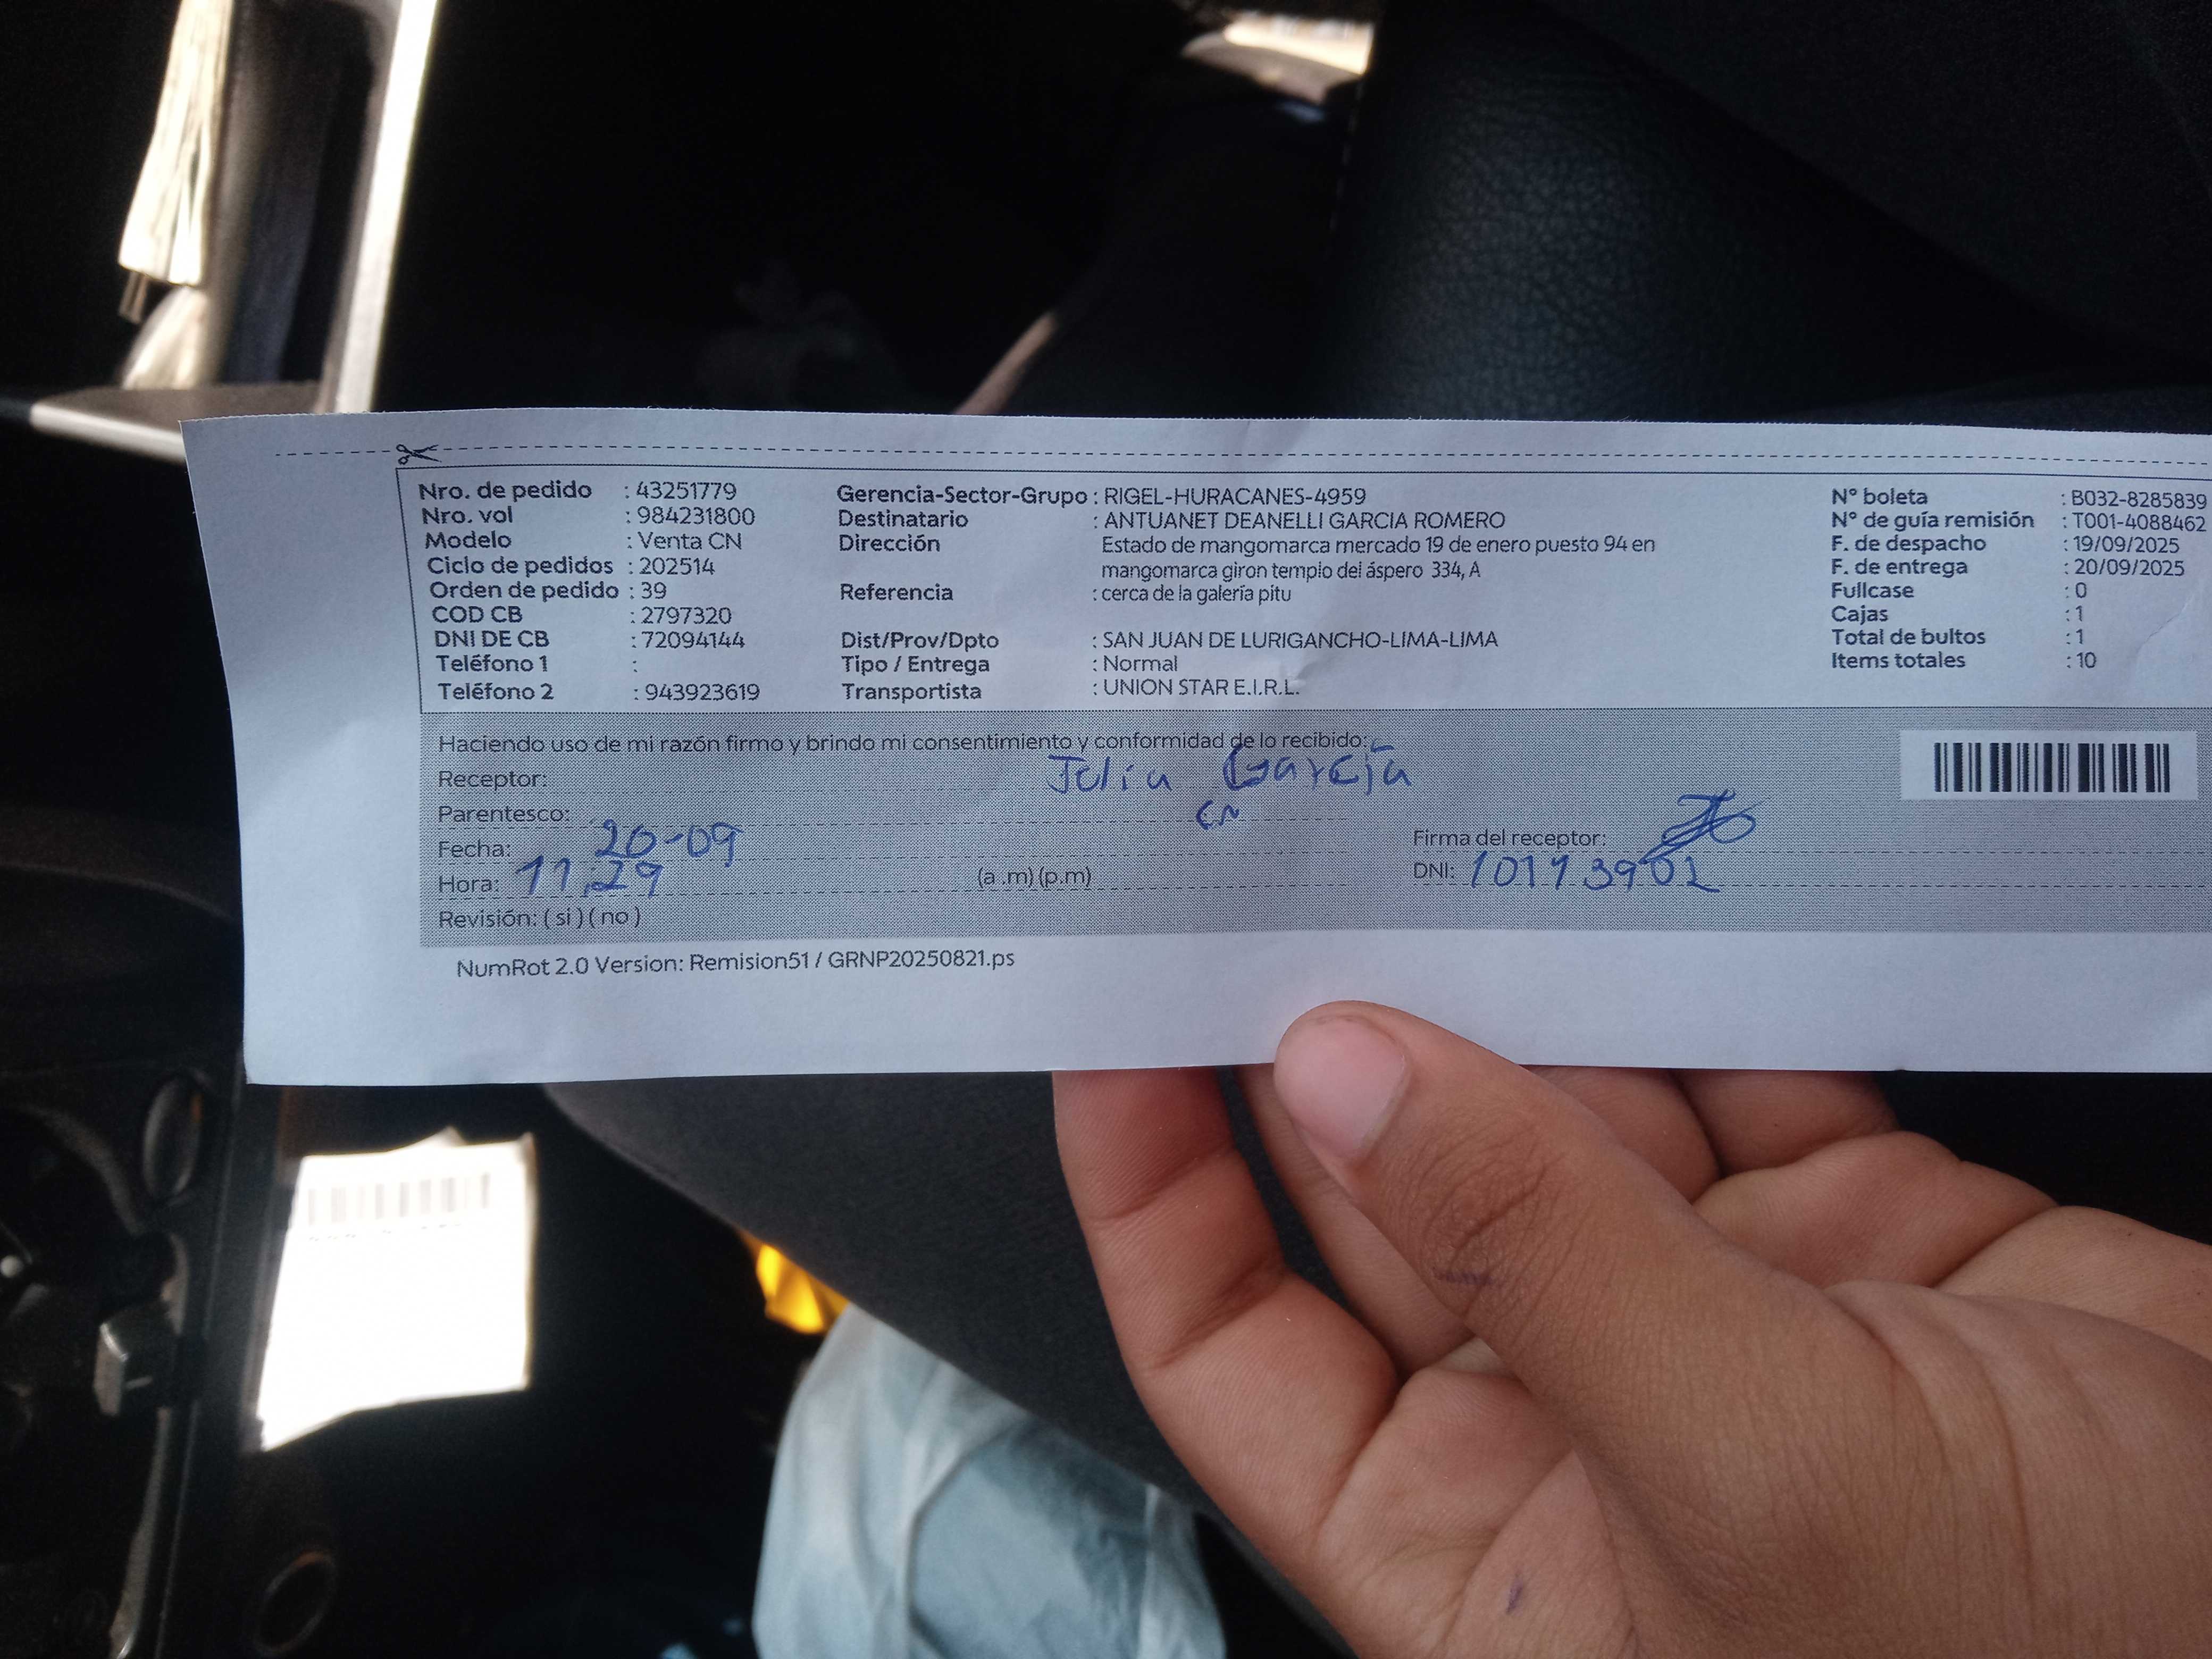 Nro. de pedido : 43251779
Nro. vol : 984231800
Modelo : Venta CN
Ciclo de pedidos : 202514
Orden de pedido : 39
COD CB : 2797320
DNI DE CB : 72094144
Teléfono 1 :
Teléfono 2 : 943923619
Gerencia-Sector-Grupo : RIGEL-HURACANES-4959
Destinatario : ANTUANET DEANELLI GARCIA ROMERO
Dirección Estado de mangomarca mercado 19 de enero puesto 94 en
mangomarca giron templo del áspero 334, A
Referencia : cerca de la galería pitu
Dist/Prov/Dpto : SAN JUAN DE LURIGANCHO-LIMA-LIMA
Tipo / Entrega : Normal
Transportista : UNION STAR E.I.R.L.
N° boleta : B032-8285839
N° de guía remisión : T001-4088462
F. de despacho : 19/09/2025
F. de entrega : 20/09/2025
Fullcase : 0
Cajas : 1
Total de bultos : 1
Items totales : 10
Haciendo uso de mi razón firmo y brindo mi consentimiento y conformidad de lo recibido:
Receptor: Julia García
Parentesco: CN
Fecha: 20-09
Hora: 11:29 (a .m) (p.m)
Revisión: ( si ) ( no )
Firma del receptor:
DNI:
NumRot 2.0 Version: Remision51 / GRNP20250821.ps